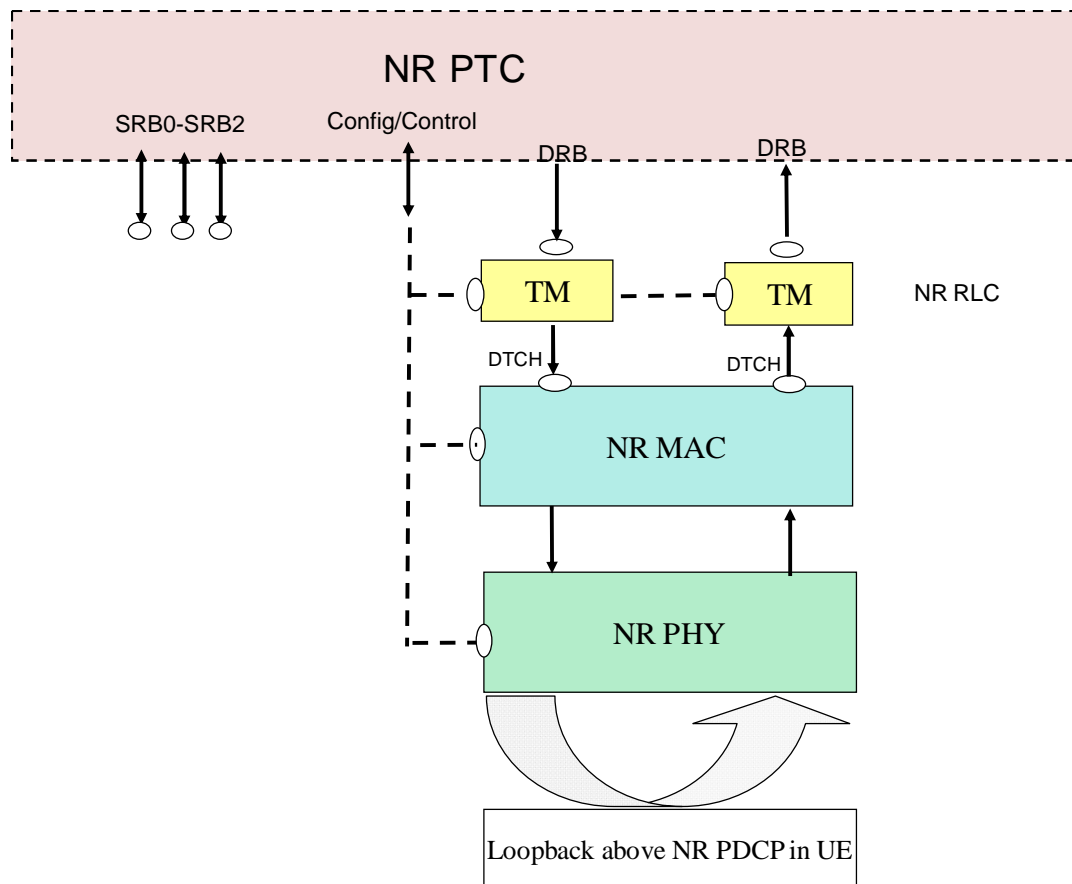 NR PTC
SRB0-SRB2
Config/Control
DRB
DRB
TM
TM
NR RLC
DTCH
DTCH
NR MAC
NR PHY
Loopback above NR PDCP in UE